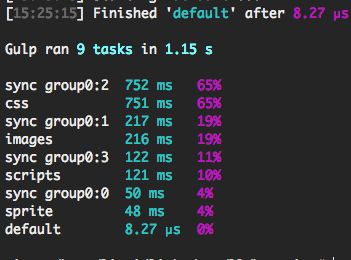 [15:25:15] Finished 'default' after 8.27 μs
Gulp ran 9 tasks in 1.15 s
sync group0:2 752 ms 65%
css 751 ms 65%
sync group0:1 217 ms 19%
images 216 ms 19%
sync group0:3 122 ms 11%
scripts 121 ms 10%
sync group0:0 50 ms 4%
sprite 48 ms 4%
default 8.27 μs 0%